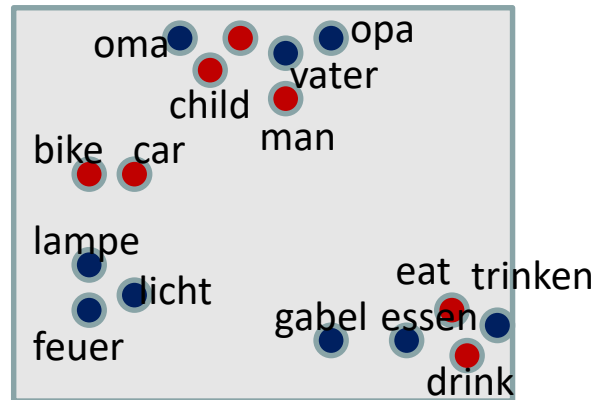 oma
opa
vater
child
man
bike
car
lampe
licht
feuer
eat
trinken
gabel
essen
drink